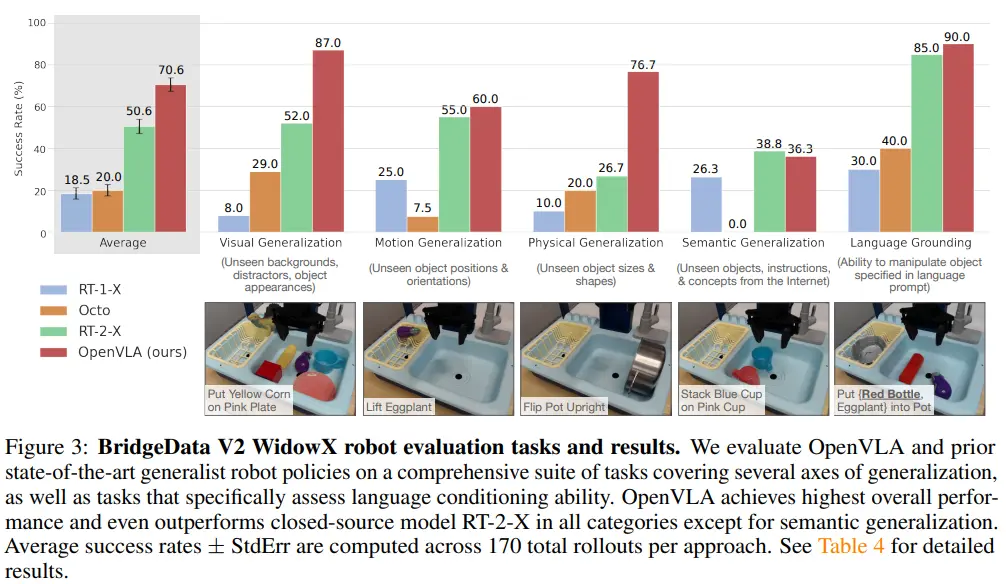 100
80
60
40
20
0
Success Rate (%)
18.5 20.0 50.6 70.6
8.0 29.0 52.0 87.0
25.0 7.5 55.0 60.0
10.0 20.0 26.7 76.7
26.3 0.0 38.8 36.3
30.0 40.0 85.0 90.0
Average
Visual Generalization
(Unseen backgrounds,
distractors, object
appearances)
Motion Generalization
(Unseen object positions &
orientations)
Physical Generalization
(Unseen object sizes &
shapes)
Semantic Generalization
(Unseen objects, instructions,
& concepts from the Internet)
Language Grounding
(Ability to manipulate object
specified in language
prompt)
RT-1-X
Octo
RT-2-X
OpenVLA (ours)
Put Yellow Corn
on Pink Plate
Lift Eggplant
Flip Pot Upright
Stack Blue Cup
on Pink Cup
Put {Red Bottle,
Eggplant} into Pot
Figure 3: BridgeData V2 WidowX robot evaluation tasks and results. We evaluate OpenVLA and prior
state-of-the-art generalist robot policies on a comprehensive suite of tasks covering several axes of generalization,
as well as tasks that specifically assess language conditioning ability. OpenVLA achieves highest overall perfor-
mance and even outperforms closed-source model RT-2-X in all categories except for semantic generalization.
Average success rates ± StdErr are computed across 170 total rollouts per approach. See Table 4 for detailed
results.